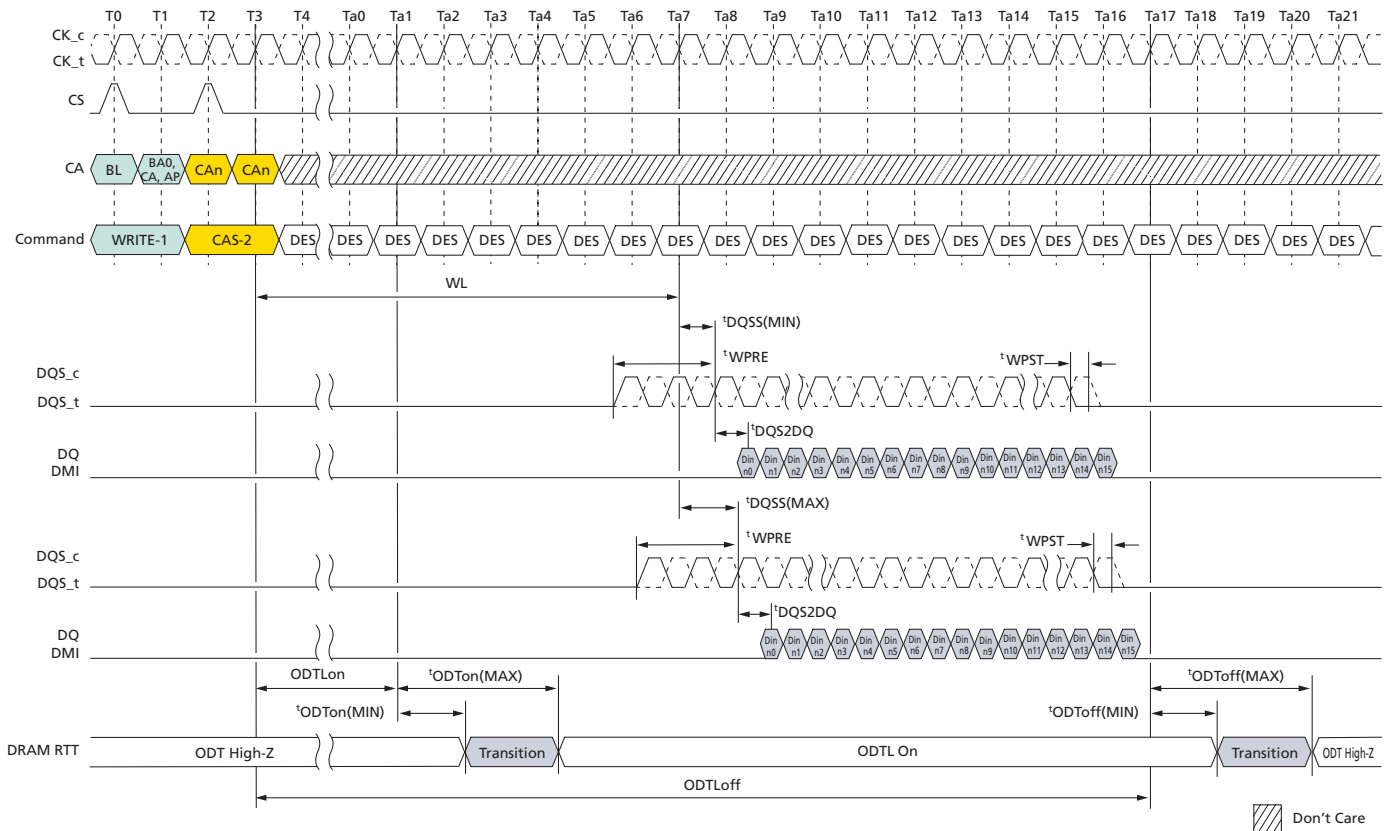 T0 T1 T2 T3 T4 Ta0 Ta1 Ta2 Ta3 Ta4 Ta5 Ta6 Ta7 Ta8 Ta9 Ta10 Ta11 Ta12 Ta13 Ta14 Ta15 Ta16 Ta17 Ta18 Ta19 Ta20 Ta21
CK_c
CK_t
CS
CA BL BA0, CA, AP CAn CAn
Command WRITE-1 CAS-2 DES DES DES DES DES DES DES DES DES DES DES DES DES DES DES DES DES DES DES DES DES DES DES
WL
tDQSS(MIN)
tWPRE tWPST
DQS_c
DQS_t
tDQS2DQ
DQ
DMI
Din n0 Din n1 Din n2 Din n3 Din n4 Din n5 Din n6 Din n7 Din n8 Din n9 Din n10 Din n11 Din n12 Din n13 Din n14 Din n15
tDQSS(MAX)
tWPRE tWPST
DQS_c
DQS_t
tDQS2DQ
DQ
DMI
Din n0 Din n1 Din n2 Din n3 Din n4 Din n5 Din n6 Din n7 Din n8 Din n9 Din n10 Din n11 Din n12 Din n13 Din n14 Din n15
ODTLon tODTon(MAX) tODToff(MAX)
tODTon(MIN) tODToff(MIN)
DRAM RTT ODT High-Z Transition ODTL On Transition ODT High-Z
ODTLoff
Don't Care